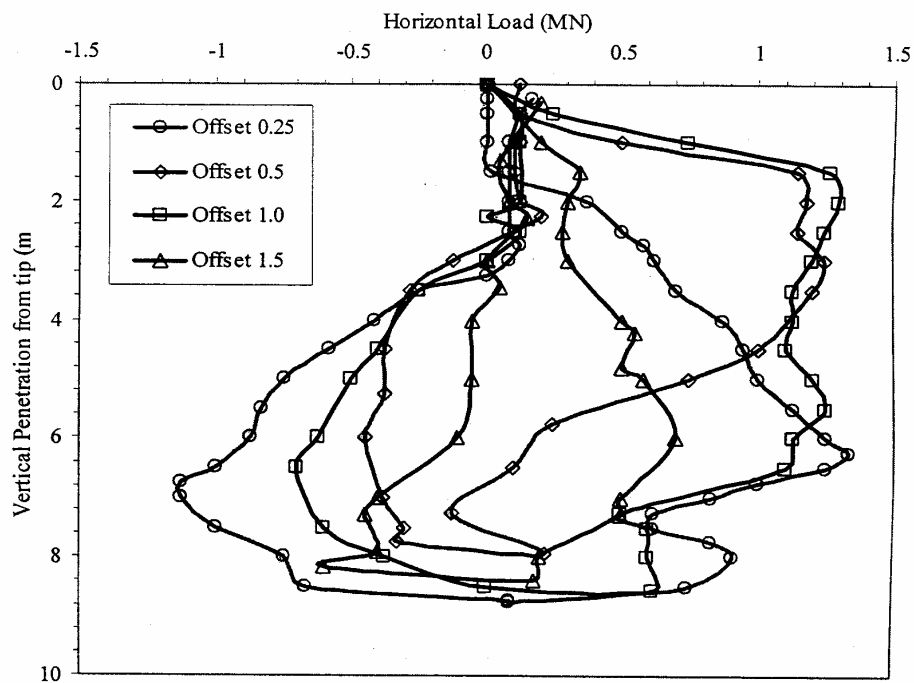 Horizontal Load (MN)
-1.5 -1 -0.5 0 0.5 1 1.5
0
2
4
6
8
10
Vertical Penetration from tip (m
Offset 0.25
Offset 0.5
Offset 1.0
Offset 1.5